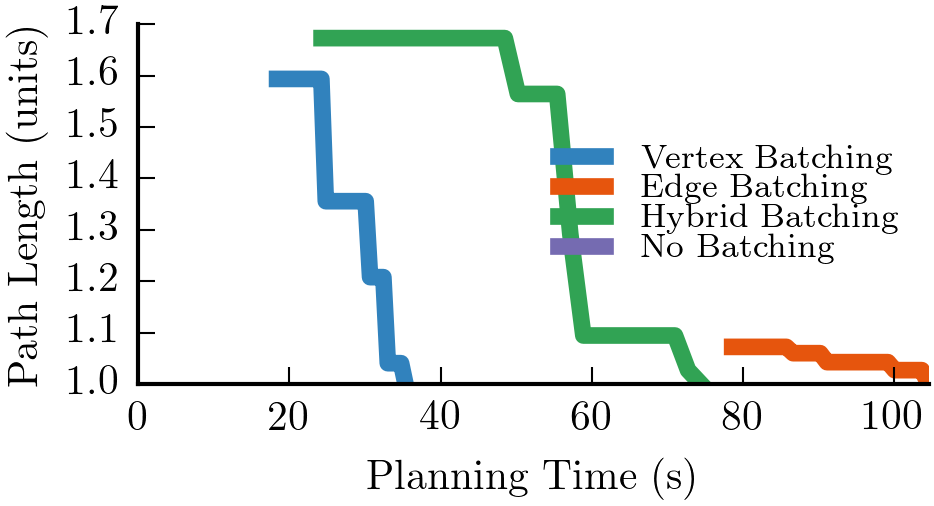 Path Length (units)
1.7
1.6
1.5
1.4
1.3
1.2
1.1
1.0
Vertex Batching
Edge Batching
Hybrid Batching
No Batching
0 20 40 60 80 100
Planning Time (s)